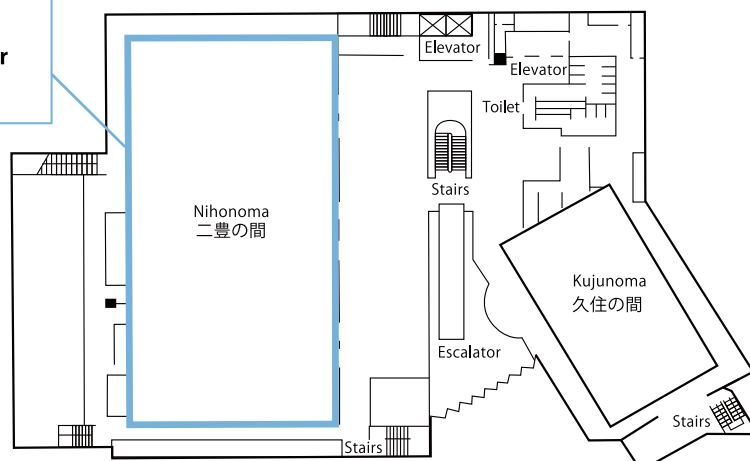 r
Elevator
Elevator
Toilet
Stairs
Nihonoma
二豊の間
Kujunoma
久住の間
Escalator
Stairs
Stairs